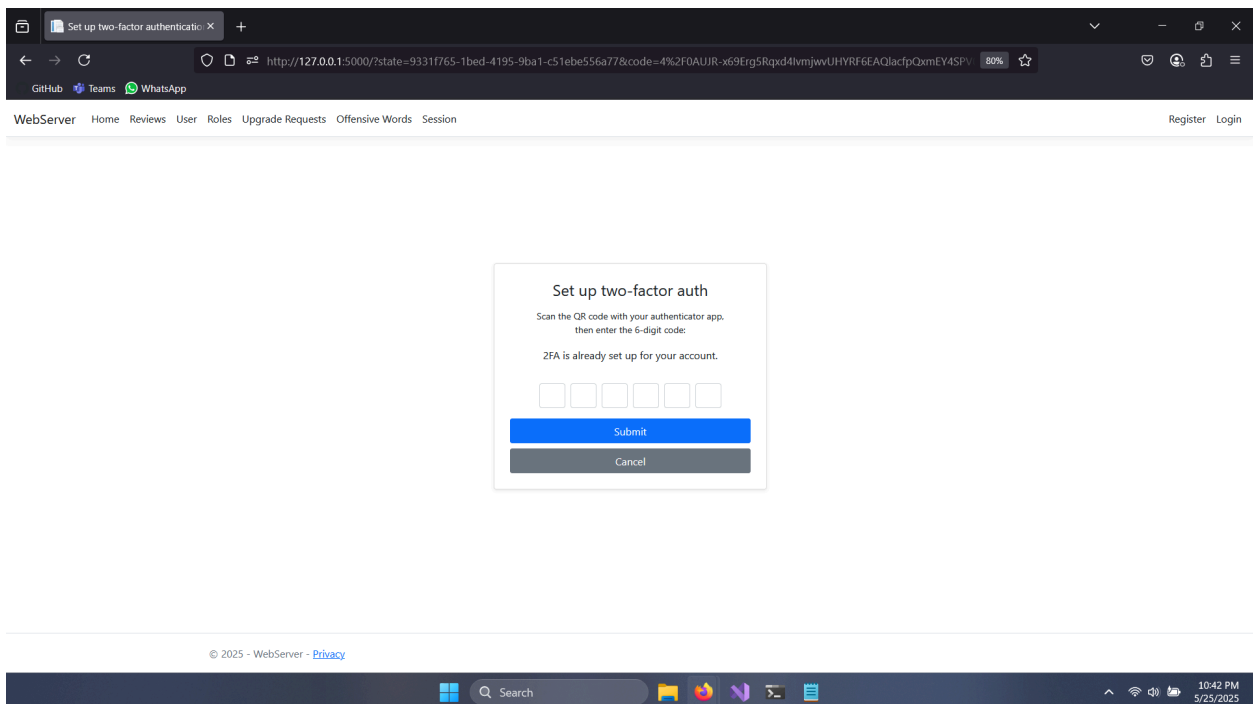 Set up two-factor authenticatio
http://127.0.0.1:5000/?state=9331f765-1bed-4195-9ba1-c51ebe556a77&code=4%2F0AUJR-x69Erg5Rqxd4IvmjwvUHYRF6EAQlacfpQxmEY4SPV 80%
GitHub Teams WhatsApp
WebServer Home Reviews User Roles Upgrade Requests Offensive Words Session Register Login
Set up two-factor auth
Scan the QR code with your authenticator app,
then enter the 6-digit code:
2FA is already set up for your account.
Submit
Cancel
© 2025 - WebServer - Privacy
Search
10:42 PM
5/25/2025